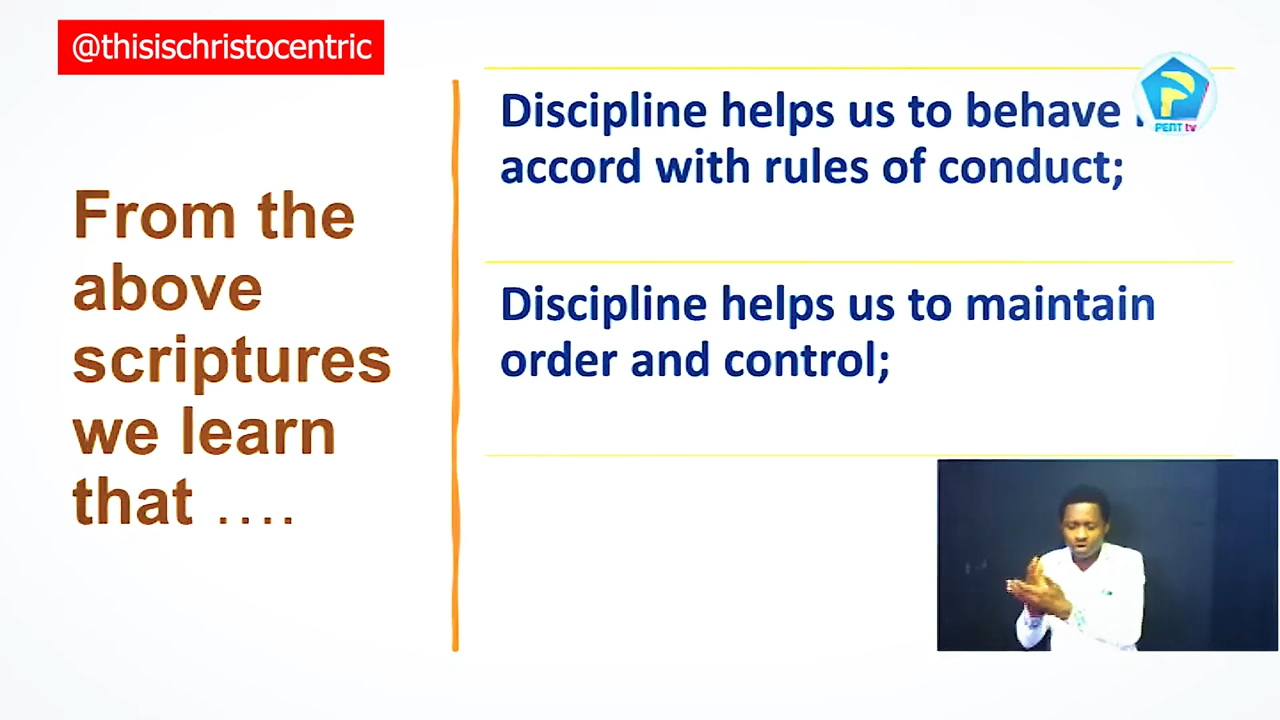 @thisischristocentric
From the
above
scriptures
we learn
that ....
Discipline helps us to behave
accord with rules of conduct;
Discipline helps us to maintain
order and control;
P
PENT tv